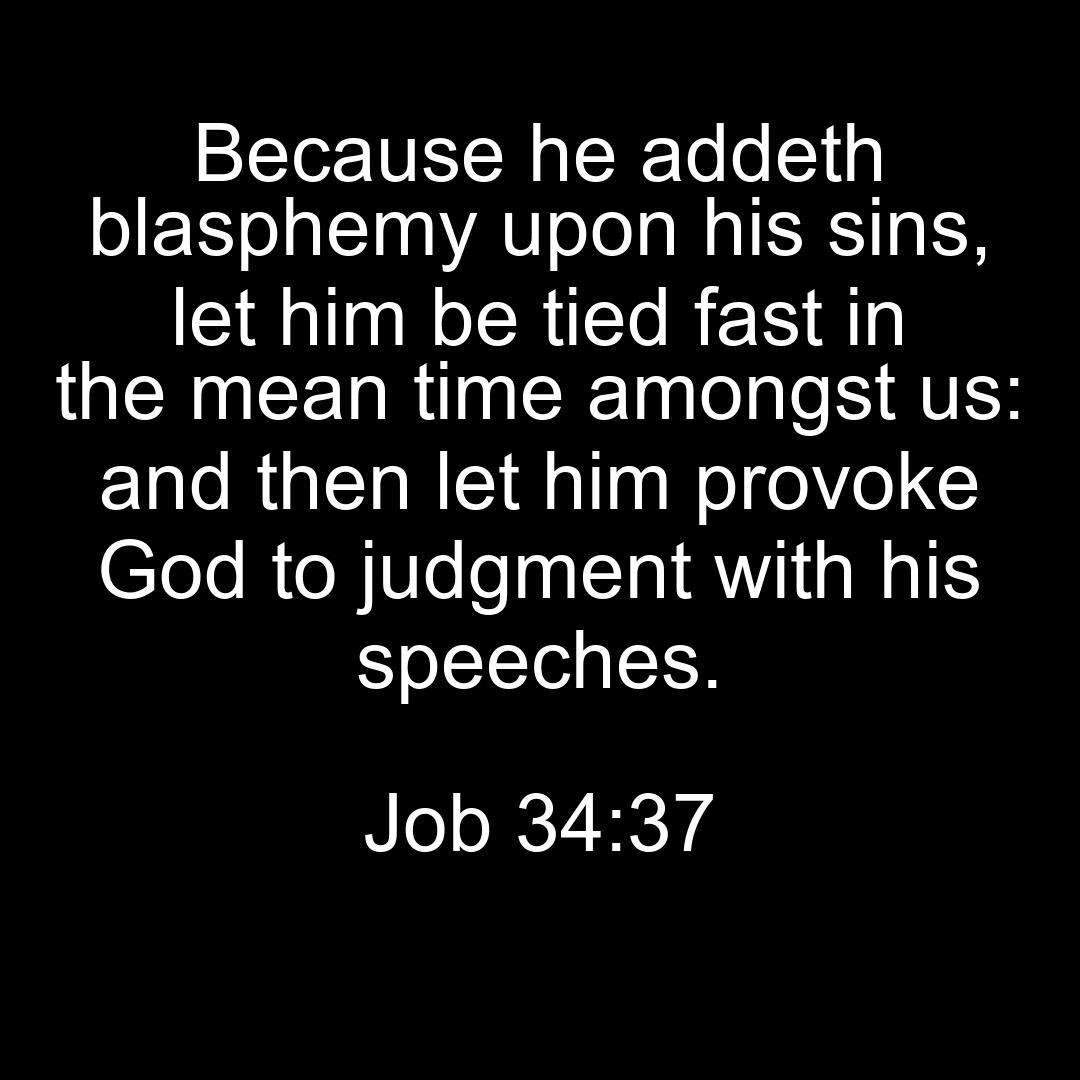 Because he addeth
blasphemy upon his sins,
let him be tied fast in
the mean time amongst us:
and then let him provoke
God to judgment with his
speeches.
Job 34:37